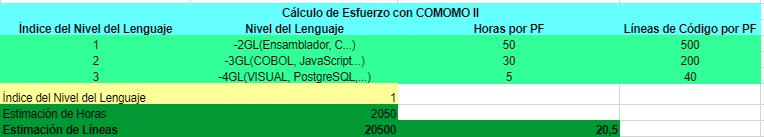 Cálculo de Esfuerzo con COMOMO II
Índice del Nivel del Lenguaje Nivel del Lenguaje Horas por PF Líneas de Código por PF
1 -2GL(Ensamblador, C...) 50 500
2 -3GL(COBOL, JavaScript...) 30 200
3 -4GL(VISUAL, PostgreSQL,...) 5 40
Índice del Nivel del Lenguaje 1
Estimación de Horas 2050
Estimación de Líneas 20500 20,5